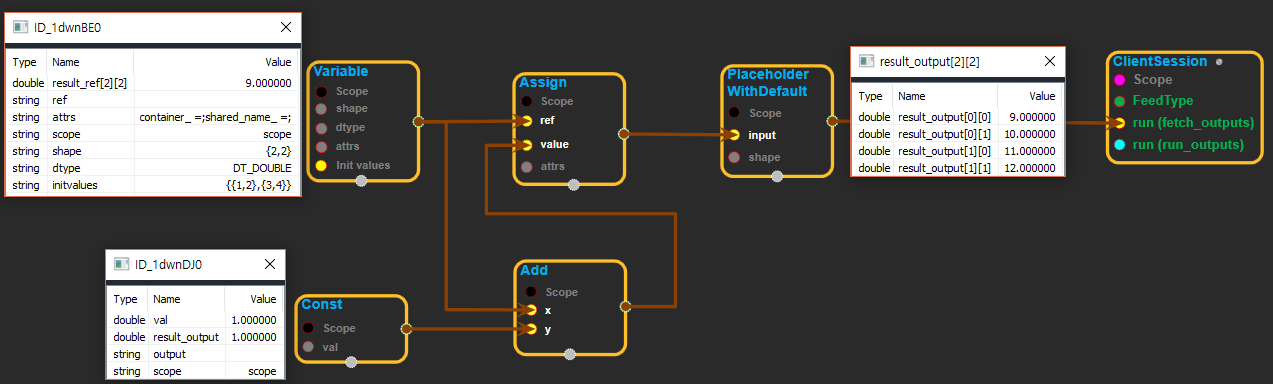 ID_1dwnBE0
Type Name Value
double result_ref[2][2] 9.000000
string ref
string attrs container_ =;shared_name_ =;
string scope scope
string shape {2,2}
string dtype DT_DOUBLE
string initvalues {{1,2},{3,4}}
Variable
Scope
shape
dtype
attrs
Init values
Assign
Scope
ref
value
attrs
Placeholder
WithDefault
Scope
input
shape
result_output[2][2]
Type Name Value
double result_output[0][0] 9.000000
double result_output[0][1] 10.000000
double result_output[1][0] 11.000000
double result_output[1][1] 12.000000
ClientSession
Scope
FeedType
run (fetch_outputs)
run (run_outputs)
ID_1dwnDJ0
Type Name Value
double val 1.000000
double result_output 1.000000
string output
string scope scope
Const
Scope
val
Add
Scope
x
y